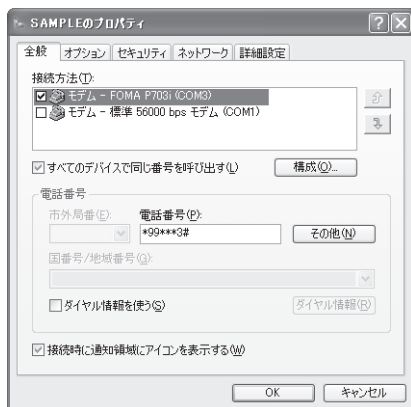 SAMPLEのプロパティ
全般 オプション セキュリティ ネットワーク 詳細設定
接続方法(T):
モデム - FOMA P703i (COM3)
モデム - 標準 56000 bps モデム (COM1)
すべてのデバイスで同じ番号を呼び出す(L) 構成(O)...
電話番号
市外局番(E): 電話番号(P):
*99***3# その他(N)
国番号/地域番号(G):
ダイヤル情報を使う(S) ダイヤル情報(R)
接続時に通知領域にアイコンを表示する(W)
OK キャンセル